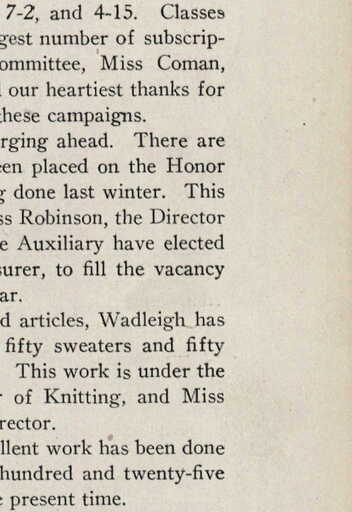 7-2, and 4-15. Classes
gest number of subscrip-
ommittee, Miss Coman,
our heartiest thanks for
these campaigns.
rging ahead. There are
een placed on the Honor
g done last winter. This
ss Robinson, the Director
e Auxiliary have elected
surer, to fill the vacancy
ar.
d articles, Wadleigh has
fifty sweaters and fifty
This work is under the
r of Knitting, and Miss
rector.
llent work has been done
hundred and twenty-five
e present time.